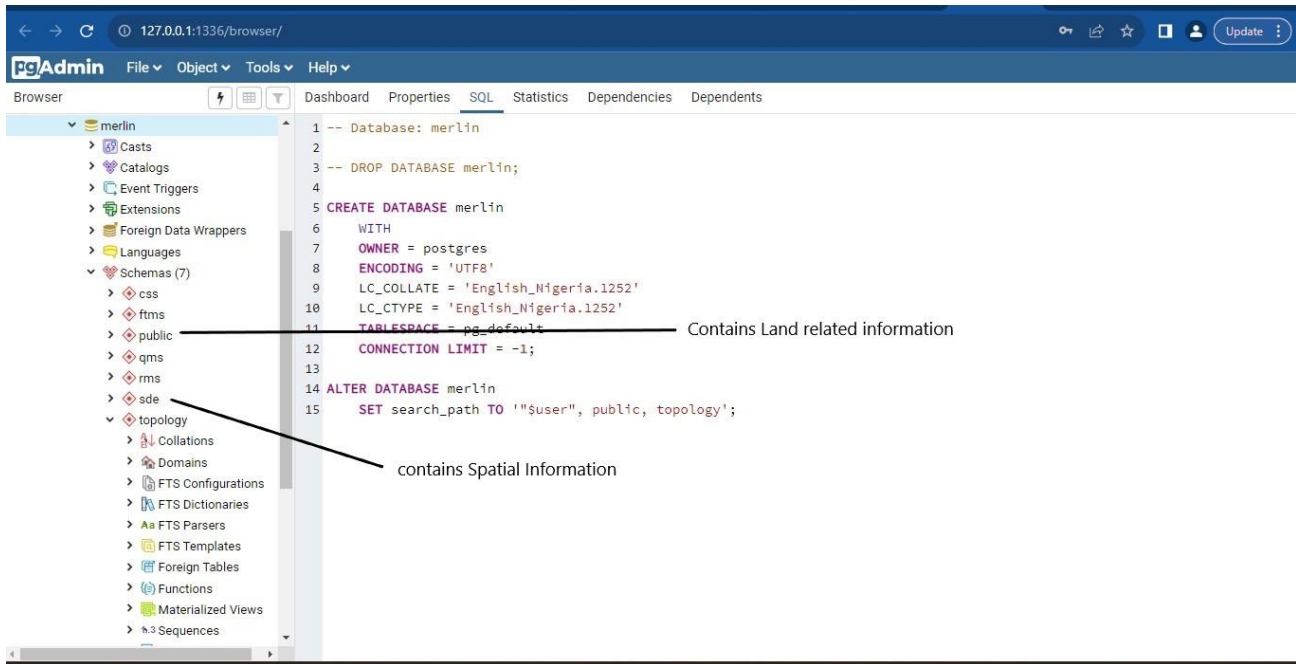 127.0.0.1:1336/browser/
Update
pgAdmin File Object Tools Help
Browser
Dashboard Properties SQL Statistics Dependencies Dependents
merlin
Casts
Catalogs
Event Triggers
Extensions
Foreign Data Wrappers
Languages
Schemas (7)
css
ftms
public
qms
rms
sde
topology
Collations
Domains
FTS Configurations
FTS Dictionaries
Aa FTS Parsers
FTS Templates
Foreign Tables
Functions
Materialized Views
1..3 Sequences
1 -- Database: merlin
2
3 -- DROP DATABASE merlin;
4
5 CREATE DATABASE merlin
6 WITH
7 OWNER = postgres
8 ENCODING = 'UTF8'
9 LC_COLLATE = 'English_Nigeria.1252'
10 LC_CTYPE = 'English_Nigeria.1252'
11 TABLESPACE = pg_default
12 CONNECTION LIMIT = -1;
13
14 ALTER DATABASE merlin
15 SET search_path TO '"$user", public, topology';
Contains Land related information
contains Spatial Information